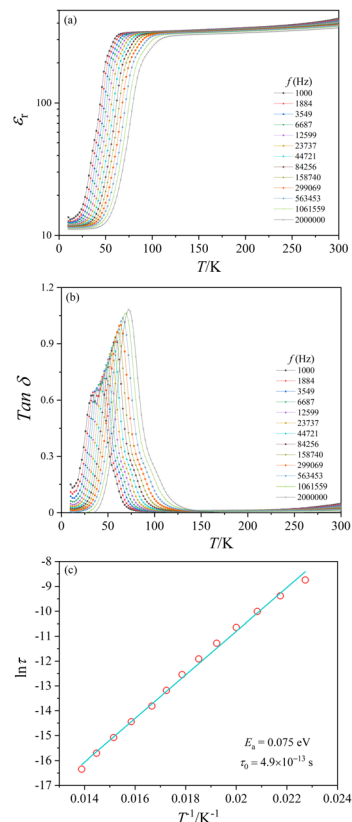 (a)
εr
100
10
0 50 100 150 200 250 300
T/K
f (Hz)
1000
1884
3549
6687
12599
23737
44721
84256
158740
299069
563453
1061559
2000000
(b)
Tan δ
1.2
0.9
0.6
0.3
0
0 50 100 150 200 250 300
T/K
f (Hz)
1000
1884
3549
6687
12599
23737
44721
84256
158740
299069
563453
1061559
2000000
(c)
lnτ
-8
-9
-10
-11
-12
-13
-14
-15
-16
-17
Ea = 0.075 eV
τ0 = 4.9×10⁻¹³ s
0.014 0.016 0.018 0.02 0.022 0.024
T⁻¹/K⁻¹